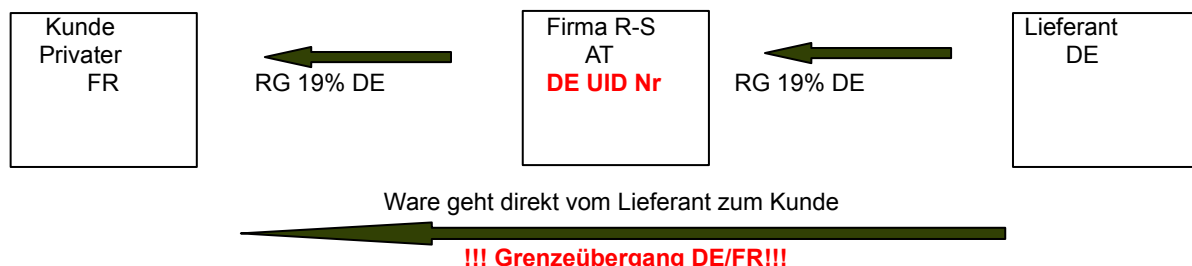 Kunde
Privater
FR
RG 19% DE
Firma R-S
AT
DE UID Nr
RG 19% DE
Lieferant
DE
Ware geht direkt vom Lieferant zum Kunde
!!! Grenzeübergang DE/FR!!!